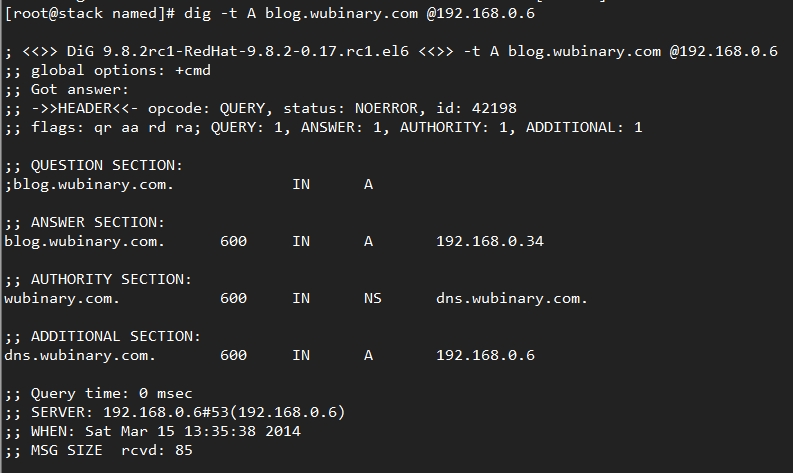 [root@stack named]# dig -t A blog.wubinary.com @192.168.0.6
; <<>> DiG 9.8.2rc1-RedHat-9.8.2-0.17.rc1.el6 <<>> -t A blog.wubinary.com @192.168.0.6
;; global options: +cmd
;; Got answer:
;; ->>HEADER<<- opcode: QUERY, status: NOERROR, id: 42198
;; flags: qr aa rd ra; QUERY: 1, ANSWER: 1, AUTHORITY: 1, ADDITIONAL: 1
;; QUESTION SECTION:
;blog.wubinary.com. IN A
;; ANSWER SECTION:
blog.wubinary.com. 600 IN A 192.168.0.34
;; AUTHORITY SECTION:
wubinary.com. 600 IN NS dns.wubinary.com.
;; ADDITIONAL SECTION:
dns.wubinary.com. 600 IN A 192.168.0.6
;; Query time: 0 msec
;; SERVER: 192.168.0.6#53(192.168.0.6)
;; WHEN: Sat Mar 15 13:35:38 2014
;; MSG SIZE rcvd: 85